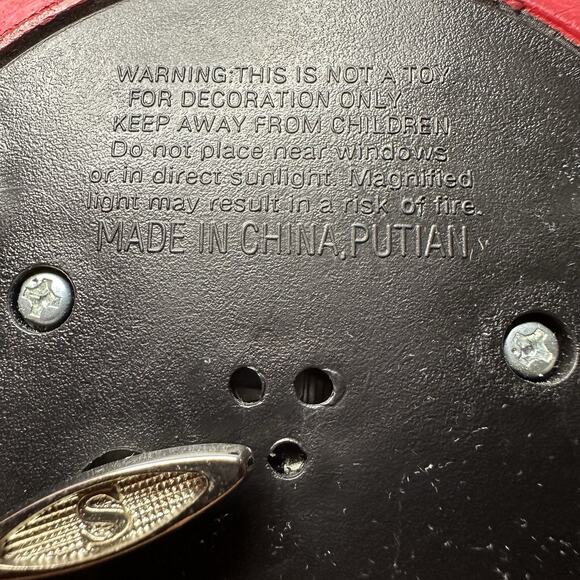 WARNING:THIS IS NOT A TOY
FOR DECORATION ONLY.
KEEP AWAY FROM CHILDREN
Do not place near windows
or in direct sunlight. Magnified
light may result in a risk of fire.
MADE IN CHINA,PUTIAN
S